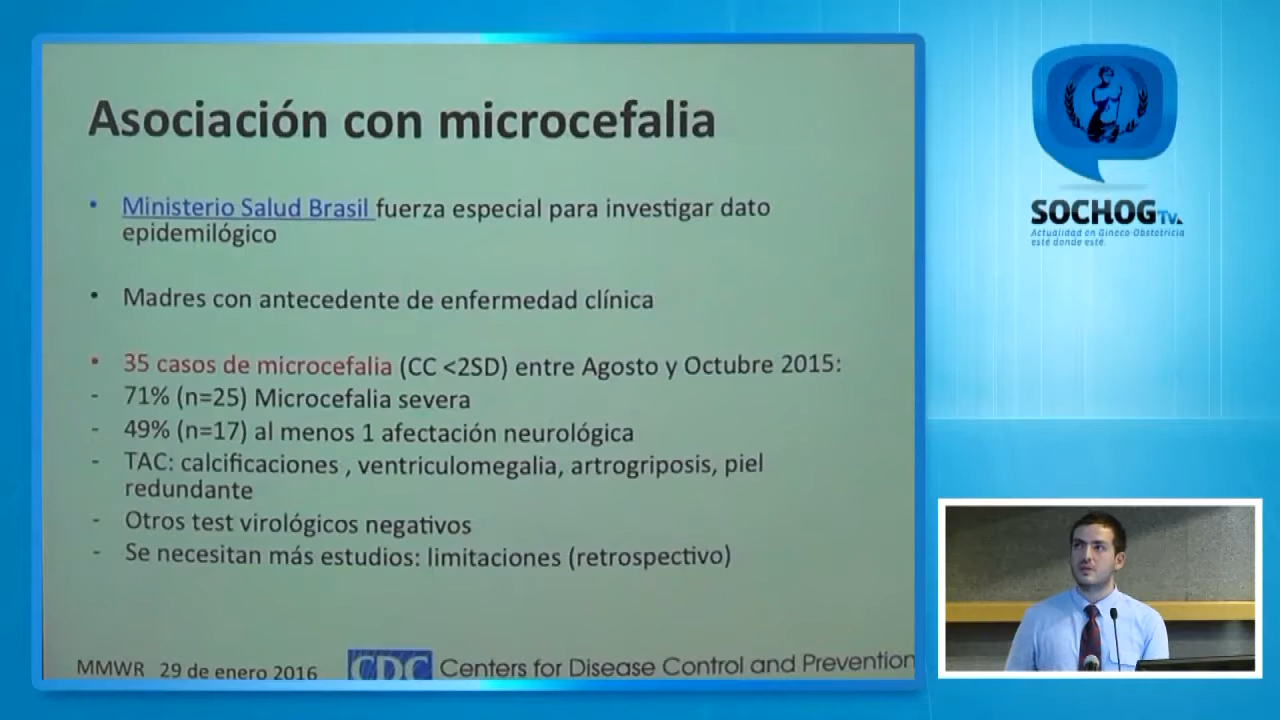 Asociación con microcefalia
• Ministerio Salud Brasil fuerza especial para investigar dato
epidemilógico
• Madres con antecedente de enfermedad clínica
• 35 casos de microcefalia (CC <2SD) entre Agosto y Octubre 2015:
- 71% (n=25) Microcefalia severa
- 49% (n=17) al menos 1 afectación neurológica
- TAC: calcificaciones , ventriculomegalia, artrogriposis, piel
redundante
- Otros test virológicos negativos
- Se necesitan más estudios: limitaciones (retrospectivo)
MMWR 29 de enero 2016
CDC Centers for Disease Control and Prevention
SOCHOG Tv.
Actualidad en Gineco-Obstetricia
esté donde esté.